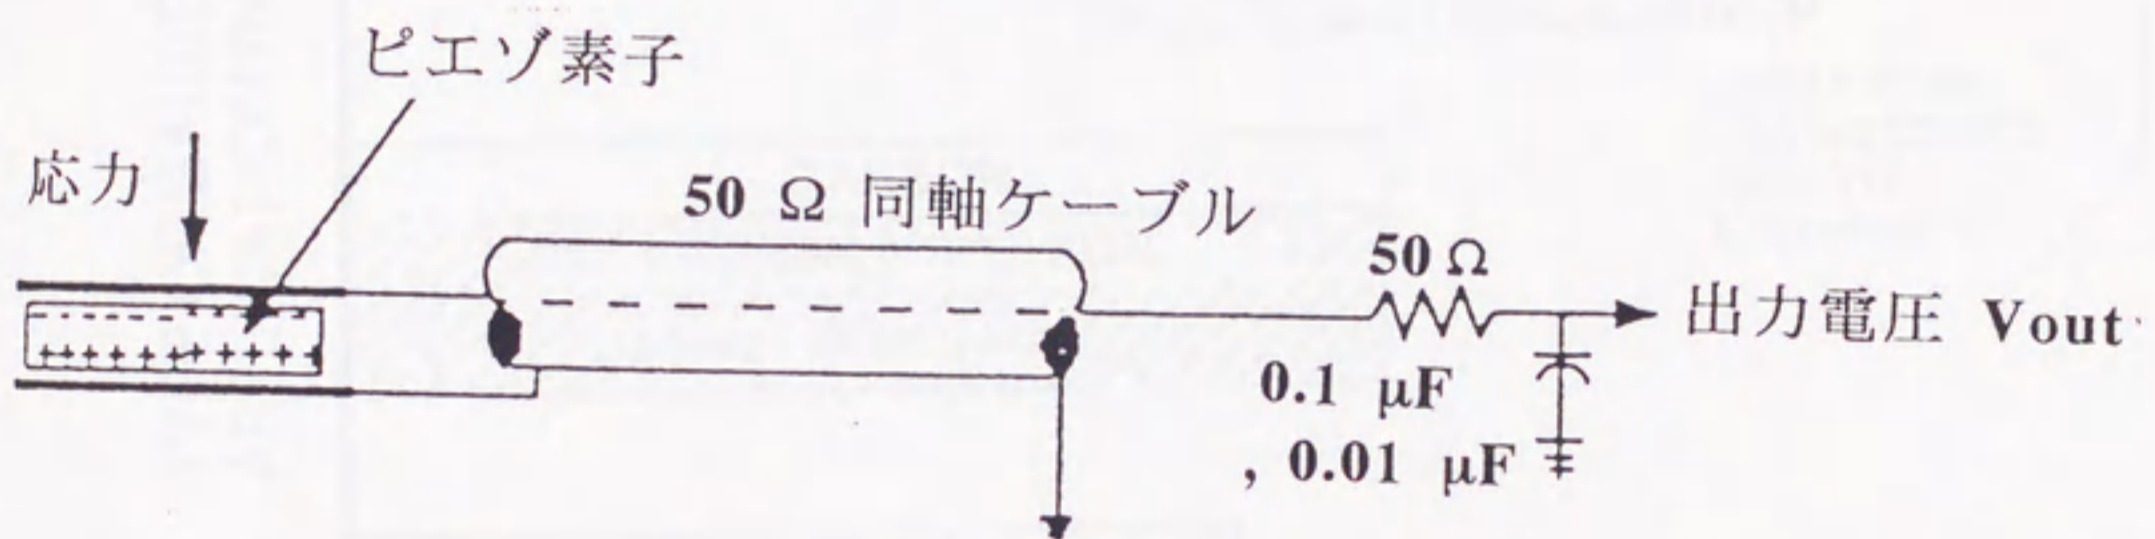 ピエゾ素子
応力
50 Ω 同軸ケーブル
50 Ω
出力電圧 Vout
0.1 μF
, 0.01 μF